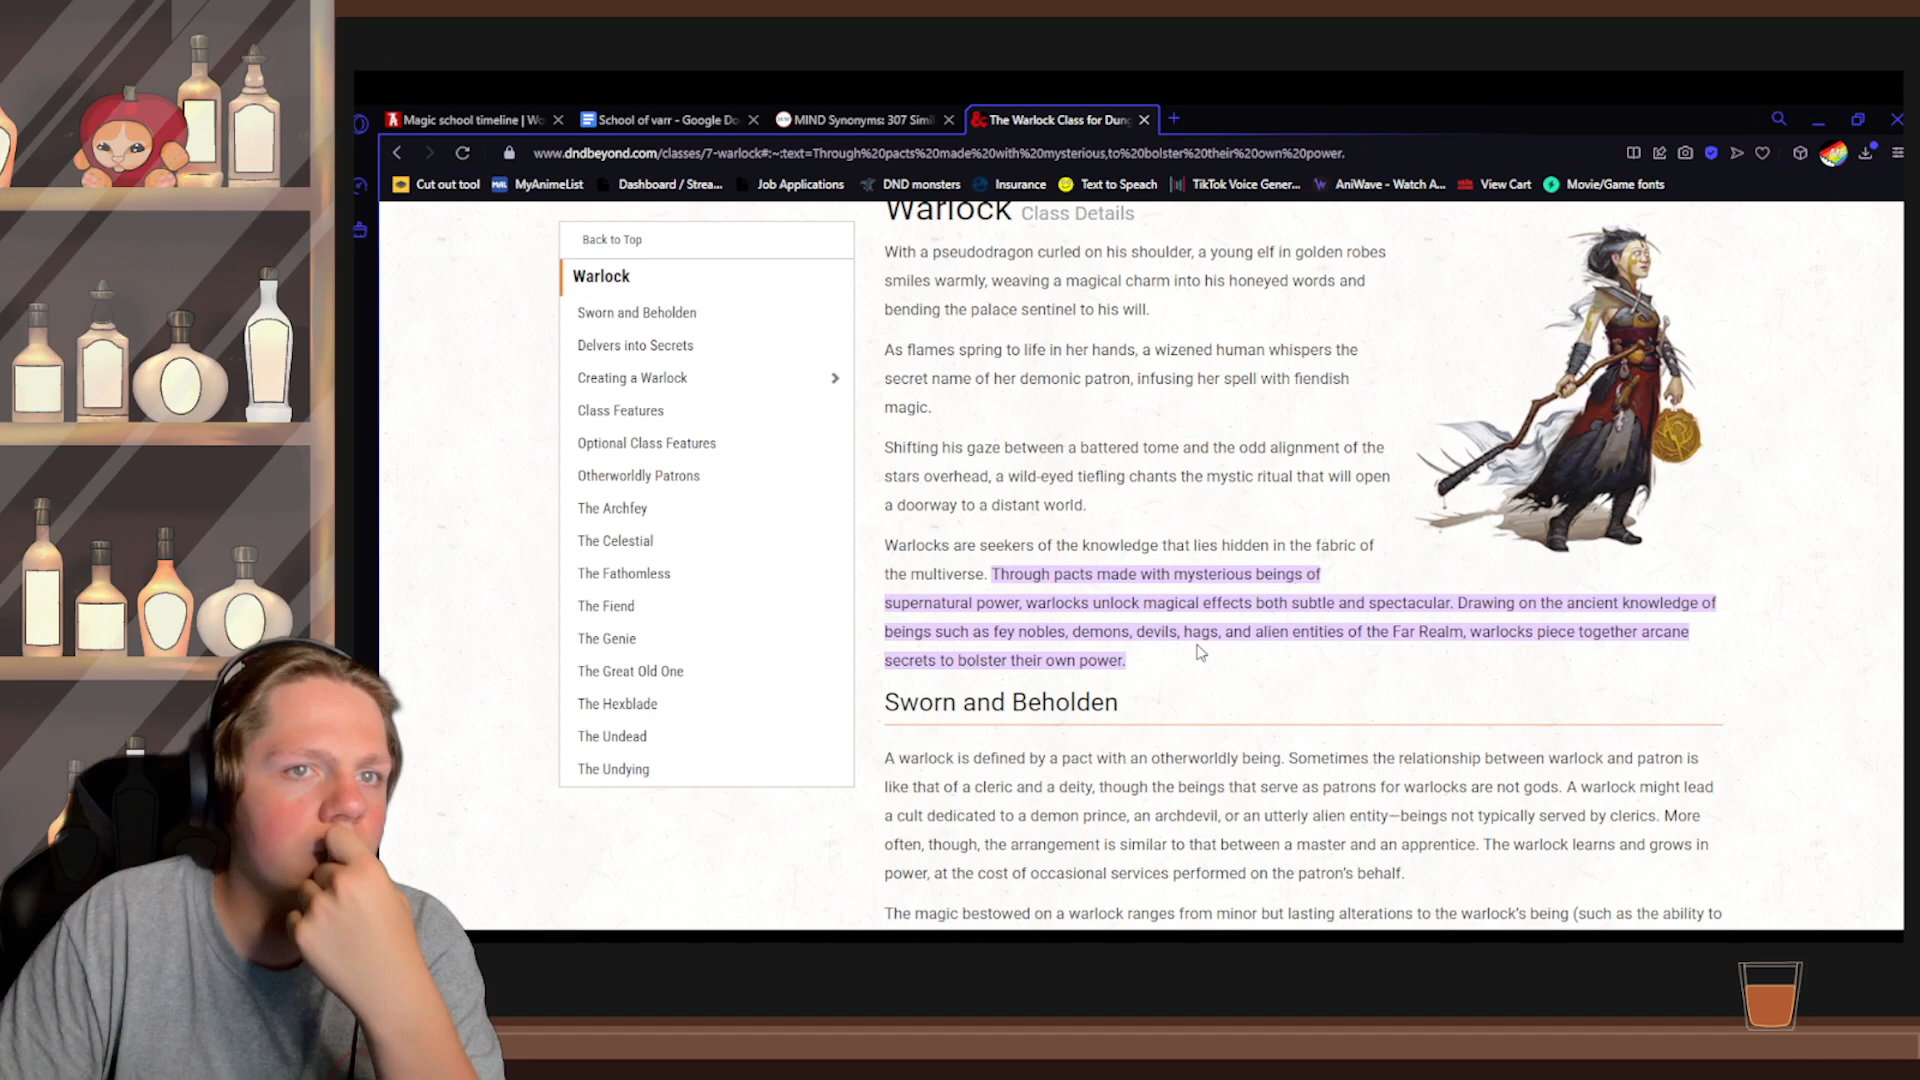 Magic school timeline | Wo
School of varr - Google Do
MIND Synonyms: 307 Simil
The Warlock Class for Dung
www.dndbeyond.com/classes/7-warlock#:~:text=Through%20pacts%20made%20with%20mysterious,to%20bolster%20their%20own%20power.
Cut out tool MyAnimeList Dashboard / Strea... Job Applications DND monsters Insurance Text to Speech TikTok Voice Gener... AniWave - Watch A... View Cart Movie/Game fonts
Back to Top
Warlock
Sworn and Beholden
Delvers into Secrets
Creating a Warlock
Class Features
Optional Class Features
Otherworldly Patrons
The Archfey
The Celestial
The Fathomless
The Fiend
The Genie
The Great Old One
The Hexblade
The Undead
The Undying
Warlock Class Details
With a pseudodragon curled on his shoulder, a young elf in golden robes
smiles warmly, weaving a magical charm into his honeyed words and
bending the palace sentinel to his will.
As flames spring to life in her hands, a wizened human whispers the
secret name of her demonic patron, infusing her spell with fiendish
magic.
Shifting his gaze between a battered tome and the odd alignment of the
stars overhead, a wild-eyed tiefling chants the mystic ritual that will open
a doorway to a distant world.
Warlocks are seekers of the knowledge that lies hidden in the fabric of
the multiverse. Through pacts made with mysterious beings of
supernatural power, warlocks unlock magical effects both subtle and spectacular. Drawing on the ancient knowledge of
beings such as fey nobles, demons, devils, hags, and alien entities of the Far Realm, warlocks piece together arcane
secrets to bolster their own power.
Sworn and Beholden
A warlock is defined by a pact with an otherworldly being. Sometimes the relationship between warlock and patron is
like that of a cleric and a deity, though the beings that serve as patrons for warlocks are not gods. A warlock might lead
a cult dedicated to a demon prince, an archdevil, or an utterly alien entity—beings not typically served by clerics. More
often, though, the arrangement is similar to that between a master and an apprentice. The warlock learns and grows in
power, at the cost of occasional services performed on the patron's behalf.
The magic bestowed on a warlock ranges from minor but lasting alterations to the warlock's being (such as the ability to